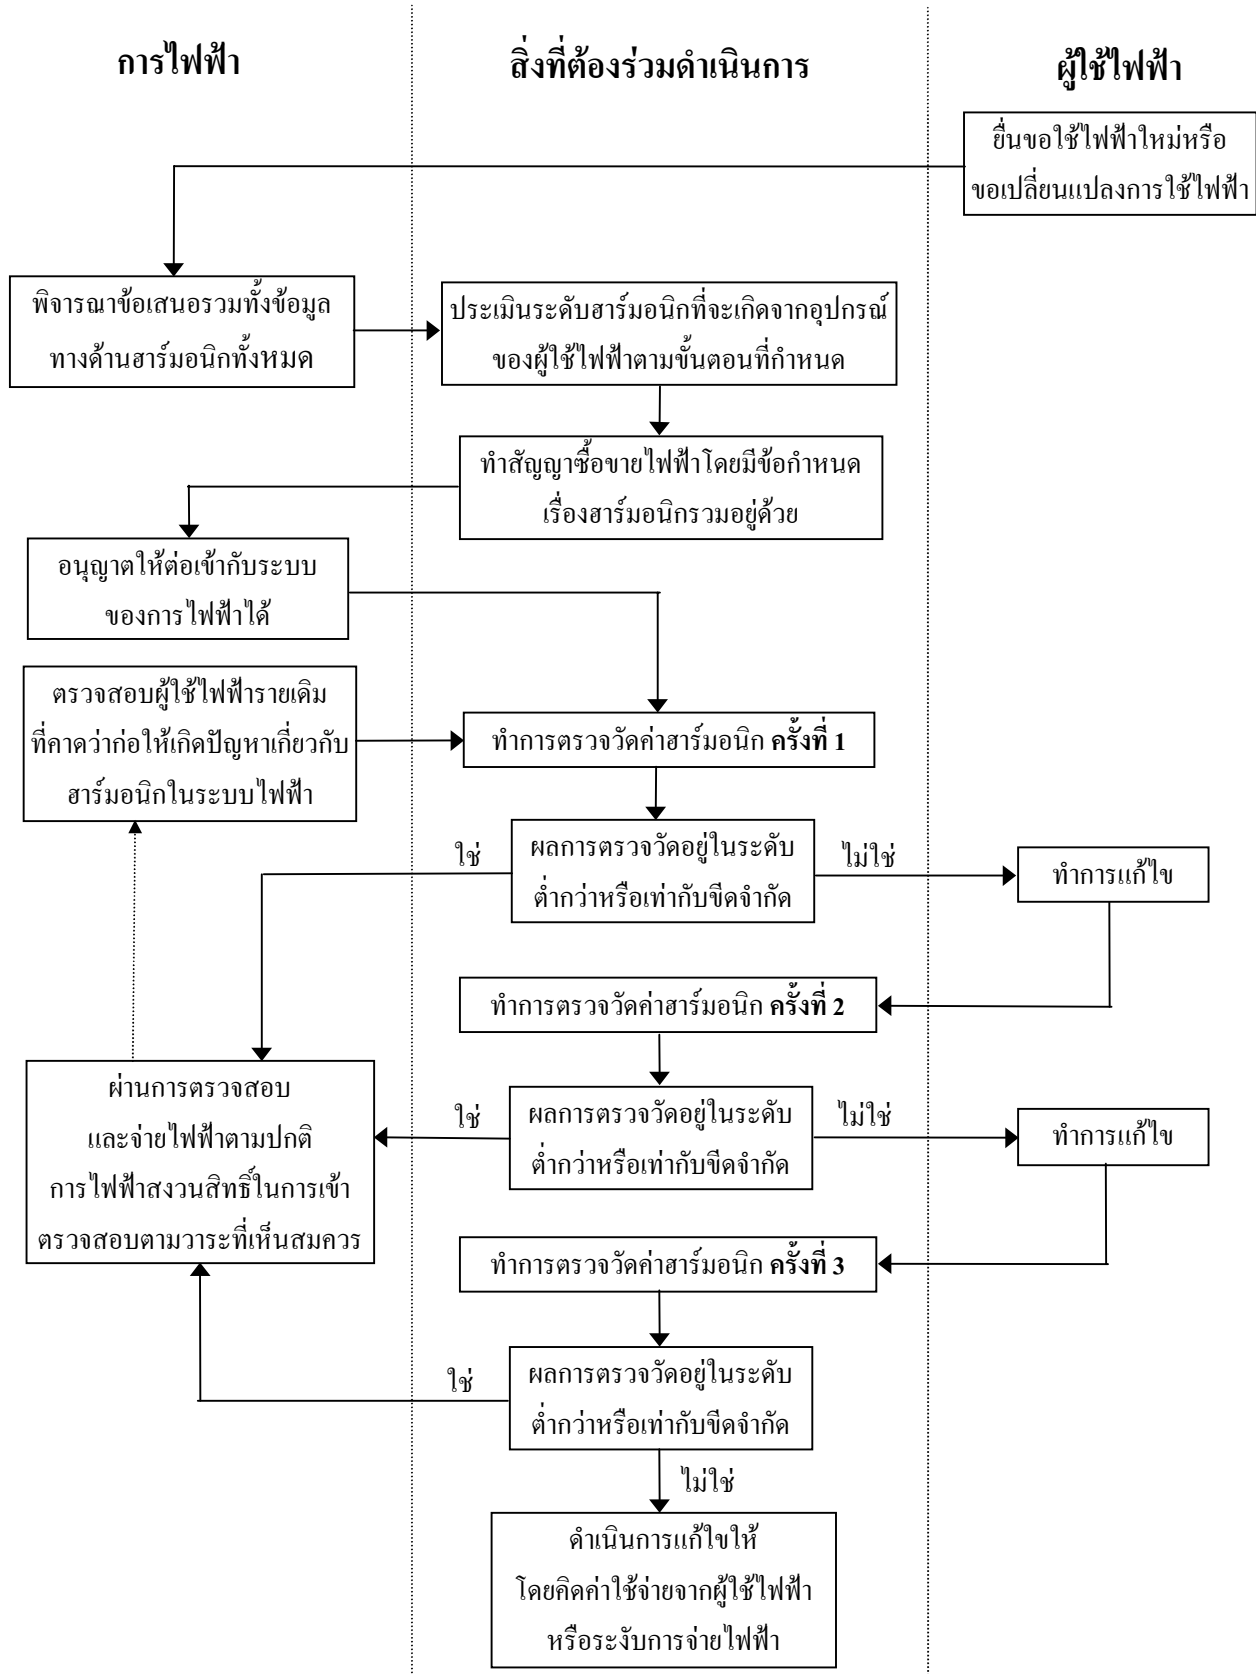 การไฟฟ้า
สิ่งที่ต้องร่วมดำเนินการ
ผู้ใช้ไฟฟ้า
ยื่นขอใช้ไฟฟ้าใหม่หรือ
ขอเปลี่ยนแปลงการใช้ไฟฟ้า
พิจารณาข้อเสนอรวมทั้งข้อมูล
ทางด้านฮาร์มอนิกทั้งหมด
ประเมินระดับฮาร์มอนิกที่จะเกิดจากอุปกรณ์
ของผู้ใช้ไฟฟ้าตามขั้นตอนที่กำหนด
ทำสัญญาซื้อขายไฟฟ้าโดยมีข้อกำหนด
เรื่องฮาร์มอนิกรวมอยู่ด้วย
อนุญาตให้ต่อเข้ากับระบบ
ของการไฟฟ้าได้
ตรวจสอบผู้ใช้ไฟฟ้ารายเดิม
ที่คาดว่าก่อให้เกิดปัญหาเกี่ยวกับ
ฮาร์มอนิกในระบบไฟฟ้า
ทำการตรวจวัดค่าฮาร์มอนิก ครั้งที่ 1
ใช่
ผลการตรวจวัดอยู่ในระดับ
ต่ำกว่าหรือเท่ากับขีดจำกัด
ไม่ใช่
ทำการแก้ไข
ทำการตรวจวัดค่าฮาร์มอนิก ครั้งที่ 2
ผ่านการตรวจสอบ
และจ่ายไฟฟ้าตามปกติ
การไฟฟ้าสงวนสิทธิ์ในการเข้า
ตรวจสอบตามวาระที่เห็นสมควร
ใช่
ผลการตรวจวัดอยู่ในระดับ
ต่ำกว่าหรือเท่ากับขีดจำกัด
ไม่ใช่
ทำการแก้ไข
ทำการตรวจวัดค่าฮาร์มอนิก ครั้งที่ 3
ใช่
ผลการตรวจวัดอยู่ในระดับ
ต่ำกว่าหรือเท่ากับขีดจำกัด
ไม่ใช่
ดำเนินการแก้ไขให้
โดยคิดค่าใช้จ่ายจากผู้ใช้ไฟฟ้า
หรือระงับการจ่ายไฟฟ้า